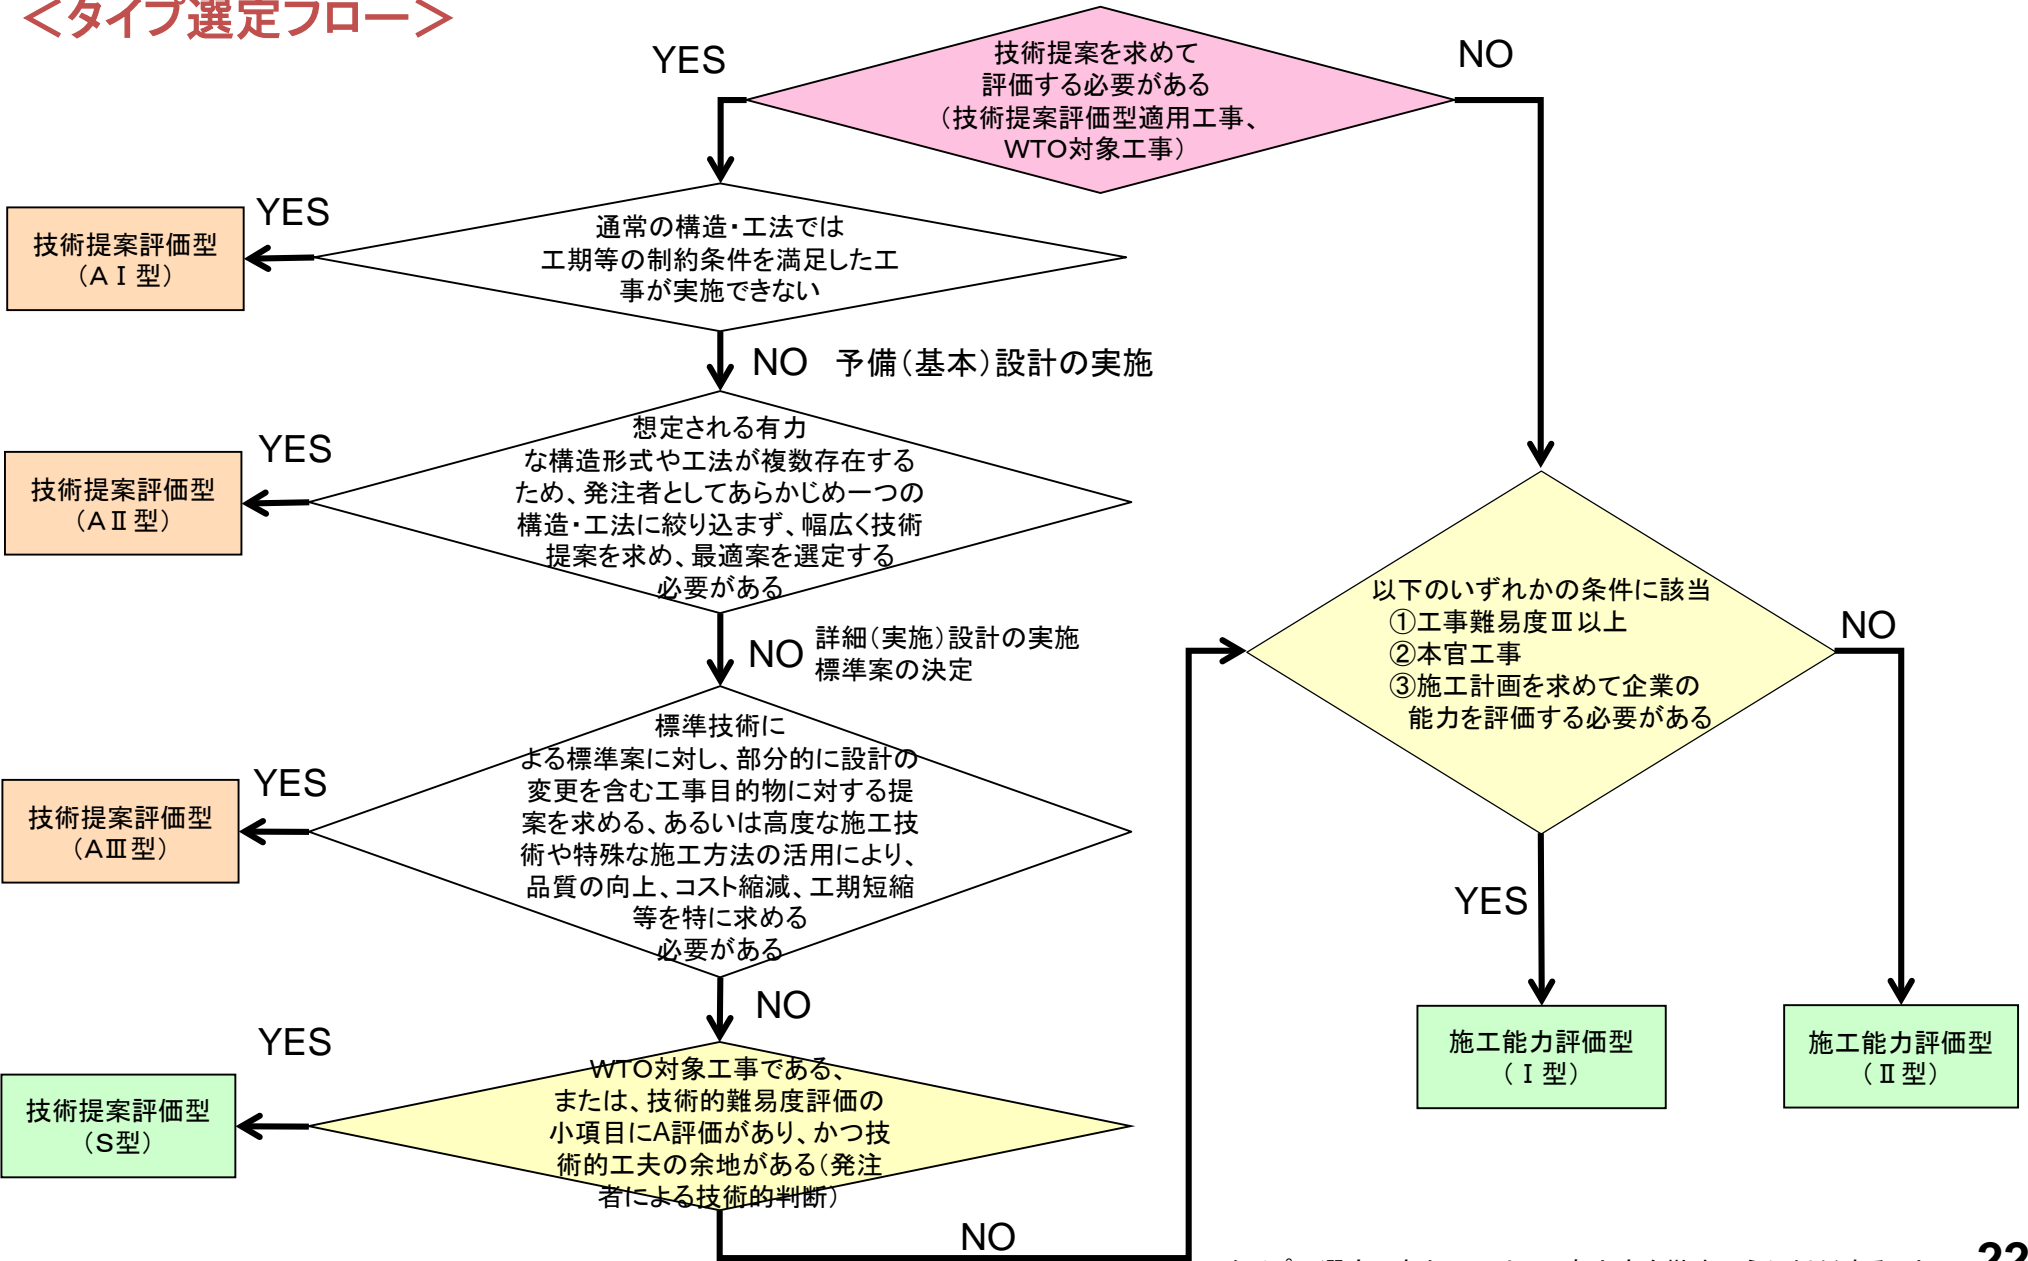 ＜タイプ選定フロー＞
YES
技術提案を求めて
評価する必要がある
（技術提案評価型適用工事、
WTO対象工事）
NO
YES
技術提案評価型
（ＡⅠ型）
通常の構造・工法では
工期等の制約条件を満足した工
事が実施できない
NO 予備（基本）設計の実施
YES
技術提案評価型
（ＡⅡ型）
想定される有力
な構造形式や工法が複数存在する
ため、発注者としてあらかじめ一つの
構造・工法に絞り込まず、幅広く技術
提案を求め、最適案を選定する
必要がある
NO
詳細（実施）設計の実施
標準案の決定
YES
技術提案評価型
（ＡⅢ型）
標準技術に
よる標準案に対し、部分的に設計の
変更を含む工事目的物に対する提
案を求める、あるいは高度な施工技
術や特殊な施工方法の活用により、
品質の向上、コスト縮減、工期短縮
等を特に求める
必要がある
NO
YES
技術提案評価型
（Ｓ型）
WTO対象工事である、
または、技術的難易度評価の
小項目にA評価があり、かつ技
術的工夫の余地がある（発注
者による技術的判断）
NO
以下のいずれかの条件に該当
①工事難易度Ⅲ以上
②本官工事
③施工計画を求めて企業の
能力を評価する必要がある
NO
YES
施工能力評価型
（Ⅰ型）
施工能力評価型
（Ⅱ型）
22